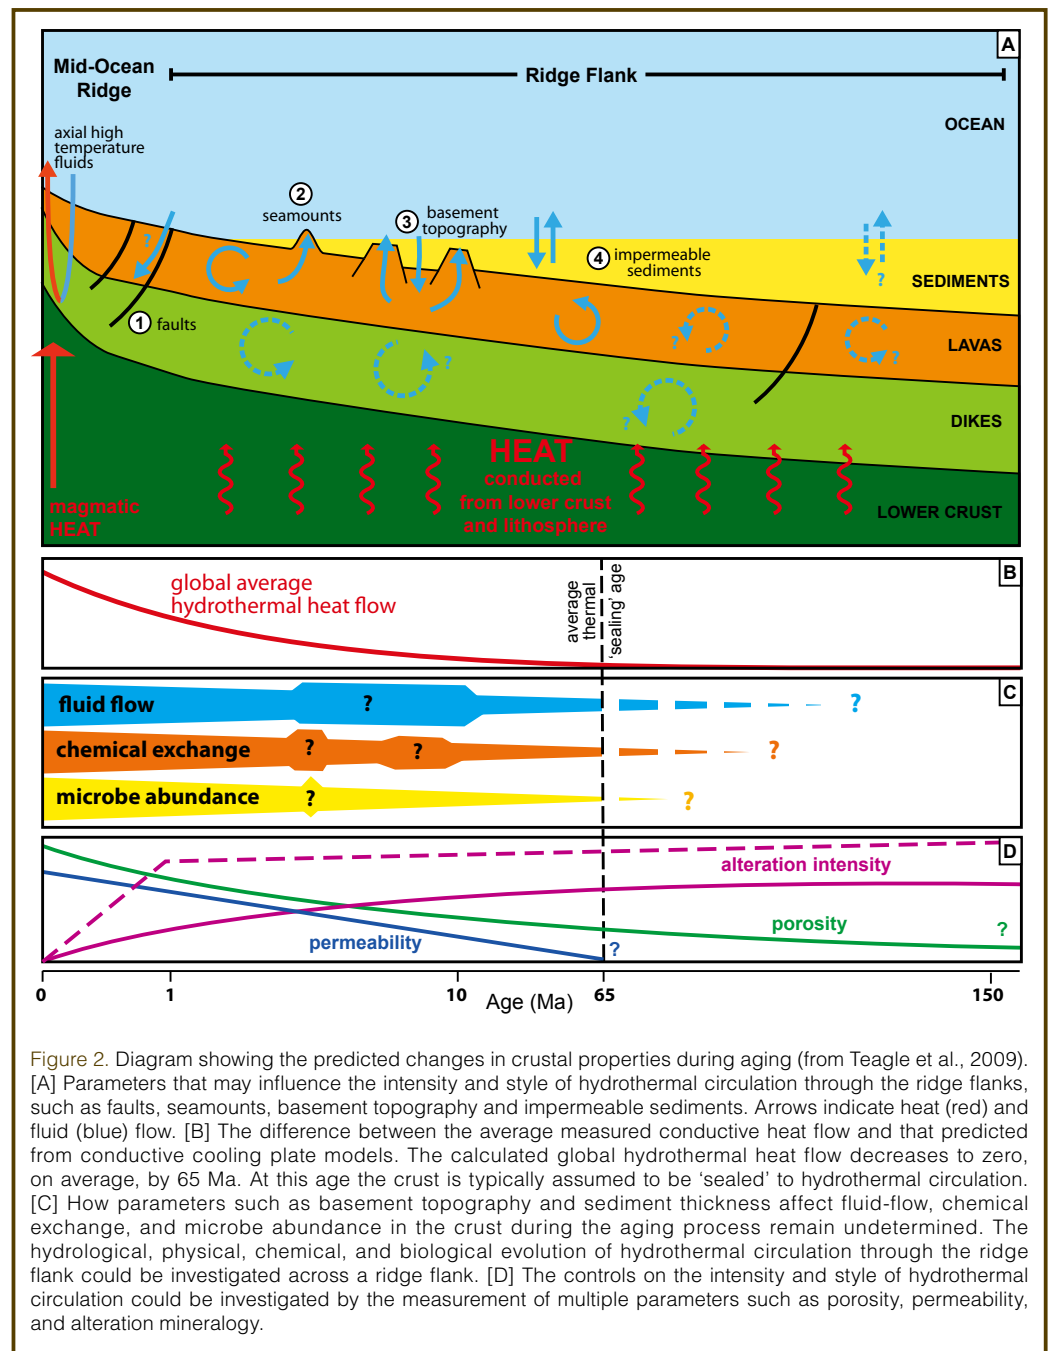 A
Mid-Ocean
Ridge
Ridge Flank
OCEAN
axial high
temperature
fluids
2
seamounts
3
basement
topography
?
4
impermeable
sediments
?
SEDIMENTS
1
faults
?
?
LAVAS
?
?
DIKES
HEAT
conducted
from lower crust
and lithosphere
magmatic
HEAT
LOWER CRUST
B
global average
hydrothermal heat flow
average
thermal
'sealing' age
C
fluid flow
?
?
chemical exchange
?
?
?
microbe abundance
?
?
D
alteration intensity
permeability
?
porosity
?
0
1
10
Age (Ma)
65
150
Figure 2. Diagram showing the predicted changes in crustal properties during aging (from Teagle et al., 2009).
[A] Parameters that may influence the intensity and style of hydrothermal circulation through the ridge flanks,
such as faults, seamounts, basement topography and impermeable sediments. Arrows indicate heat (red) and
fluid (blue) flow. [B] The difference between the average measured conductive heat flow and that predicted
from conductive cooling plate models. The calculated global hydrothermal heat flow decreases to zero,
on average, by 65 Ma. At this age the crust is typically assumed to be 'sealed' to hydrothermal circulation.
[C] How parameters such as basement topography and sediment thickness affect fluid-flow, chemical
exchange, and microbe abundance in the crust during the aging process remain undetermined. The
hydrological, physical, chemical, and biological evolution of hydrothermal circulation through the ridge
flank could be investigated across a ridge flank. [D] The controls on the intensity and style of hydrothermal
circulation could be investigated by the measurement of multiple parameters such as porosity, permeability,
and alteration mineralogy.